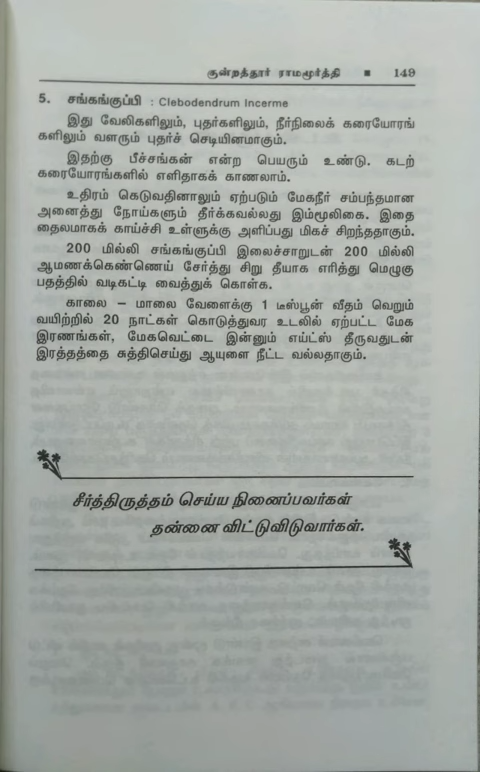 குன்றத்தூர் ராமமூர்த்தி ■ 149
5. சங்கங்குப்பி : Clebodendrum Incerme
இது வேலிகளிலும், புதர்களிலும், நீர்நிலைக் கரையோரங்
களிலும் வளரும் புதர்ச் செடியினமாகும்.
இதற்கு பீச்சங்கன் என்ற பெயரும் உண்டு. கடற்
கரையோரங்களில் எளிதாகக் காணலாம்.
உதிரம் கெடுவதினாலும் ஏற்படும் மேகநீர் சம்பந்தமான
அனைத்து நோய்களும் தீர்க்கவல்லது இம்மூலிகை. இதை
தைலமாகக் காய்ச்சி உள்ளுக்கு அளிப்பது மிகச் சிறந்ததாகும்.
200 மில்லி சங்கங்குப்பி இலைச்சாறுடன் 200 மில்லி
ஆமணக்கெண்ணெய் சேர்த்து சிறு தீயாக எரித்து மெழுகு
பதத்தில் வடிகட்டி வைத்துக் கொள்க.
காலை – மாலை வேளைக்கு 1 டீஸ்பூன் வீதம் வெறும்
வயிற்றில் 20 நாட்கள் கொடுத்துவர உடலில் ஏற்பட்ட மேக
இரணங்கள், மேகவெட்டை இன்னும் எய்ட்ஸ் தீருவதுடன்
இரத்தத்தை சுத்திசெய்து ஆயுளை நீட்ட வல்லதாகும்.
சீர்த்திருத்தம் செய்ய நினைப்பவர்கள்
தன்னை விட்டுவிடுவார்கள்.